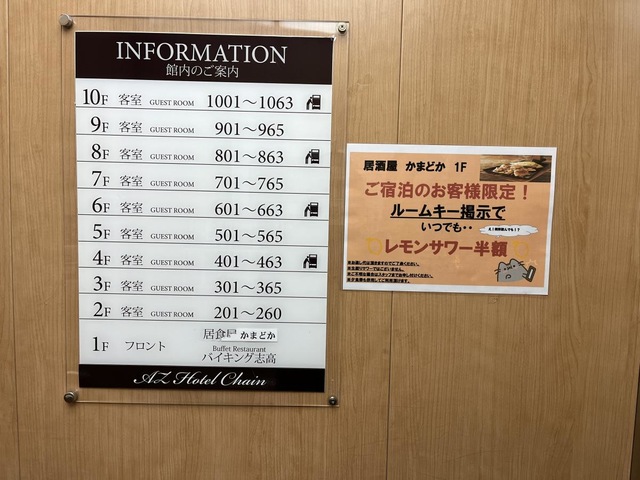 INFORMATION
館内のご案内
10F 客室 GUEST ROOM 1001〜1063
9F 客室 GUEST ROOM 901〜965
8F 客室 GUEST ROOM 801〜863
7F 客室 GUEST ROOM 701〜765
6F 客室 GUEST ROOM 601〜663
5F 客室 GUEST ROOM 501〜565
4F 客室 GUEST ROOM 401〜463
3F 客室 GUEST ROOM 301〜365
2F 客室 GUEST ROOM 201〜260
1F フロント 居食屋 かまどか
Buffet Restaurant
バイキング志高
AZ Hotel Chain
居酒屋 かまどか 1F
ご宿泊のお客様限定!
ルームキー掲示で
いつでも・・
レモンサワー半額